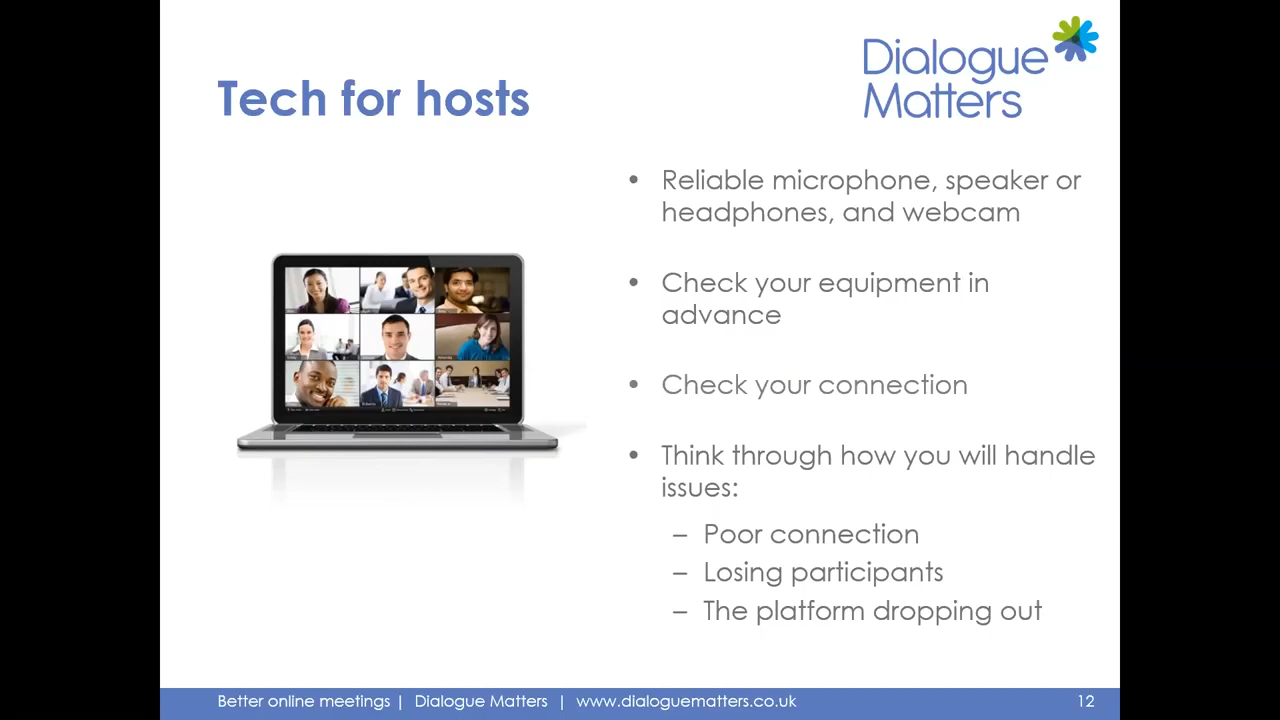 Dialogue
Matters
Tech for hosts
• Reliable microphone, speaker or
headphones, and webcam
• Check your equipment in
advance
• Check your connection
• Think through how you will handle
issues:
– Poor connection
– Losing participants
– The platform dropping out
Better online meetings | Dialogue Matters | www.dialoguematters.co.uk 12